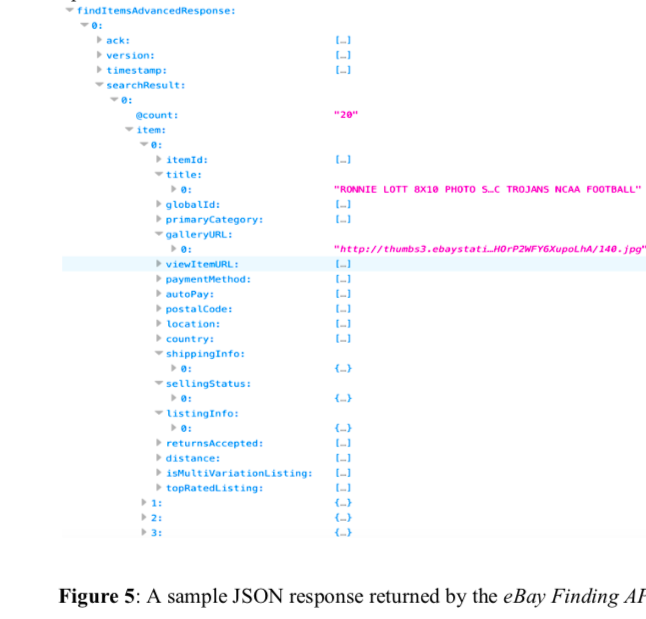 findItemsAdvancedResponse:
0:
ack: […]
version: […]
timestamp: […]
searchResult:
0:
@count: "20"
item:
0:
itemId: […]
title:
0: "RONNIE LOTT 8X10 PHOTO S…C TROJANS NCAA FOOTBALL"
globalId: […]
primaryCategory: […]
galleryURL:
0: "http://thumbs3.ebaystati…HOrP2WFYGXupoLhA/140.jpg"
viewItemURL: […]
paymentMethod: […]
autoPay: […]
postalCode: […]
location: […]
country: […]
shippingInfo:
0: {…}
sellingStatus:
0: {…}
listingInfo:
0: {…}
returnsAccepted: […]
distance: […]
isMultiVariationListing: […]
topRatedListing: […]
1: {…}
2: {…}
3: {…}
Figure 5: A sample JSON response returned by the eBay Finding